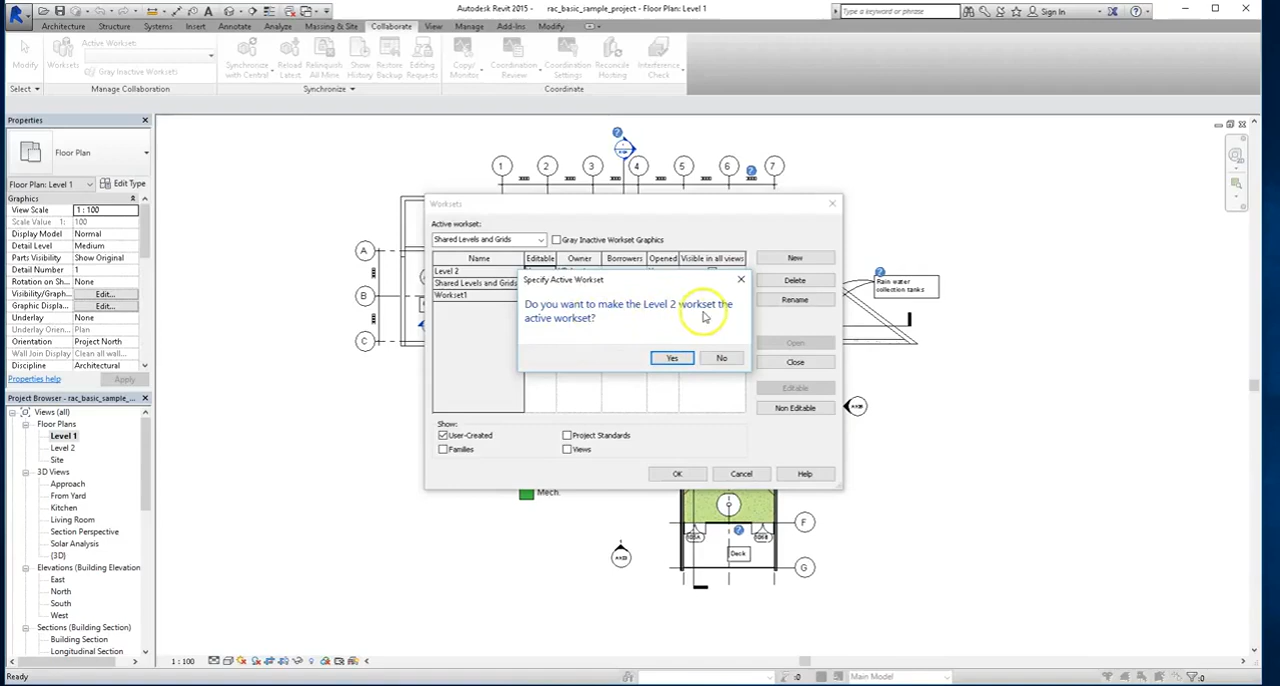 Autodesk Revit 2015 - rac_basic_sample_project - Floor Plan: Level 1
Type a keyword or phrase
Sign In
Architecture Structure Systems Insert Annotate Analyze Massing & Site Collaborate View Manage Add-Ins Modify
Modify
Worksets
Active Workset:
Gray Inactive Worksets
Synchronize with Central
Reload Latest
Relinquish All Mine
Show History
Restore Backup
Editing Requests
Copy/ Monitor
Coordination Review
Coordination Settings
Reconcile Hosting
Interference Check
Select Manage Collaboration Synchronize Coordinate
Properties
Floor Plan
Floor Plan: Level 1 Edit Type
Graphics
View Scale 1 : 100
Scale Value 1: 100
Display Model Normal
Detail Level Medium
Parts Visibility Show Original
Detail Number 1
Rotation on S...
Visibility/Grap... Edit...
Graphic Displa... Edit...
Underlay None
Underlay Orien... Plan
Orientation Project North
Wall Join Display Clean all wall...
Discipline Architectural
Properties help Apply
Project Browser - rac_basic_sample_...
Views (all)
Floor Plans
Level 1
Level 2
Site
3D Views
Approach
From Yard
Kitchen
Living Room
Section Perspective
Solar Analysis
{3D}
Elevations (Building Elevation
East
North
South
West
Sections (Building Section)
Building Section
Longitudinal Section
1 2 3 4 5 6 7
3000 3000 3000 3000
A
B
C
F
G
Rain water
collection tanks
Mech.
Deck
Worksets
Active workset:
Shared Levels and Grids Gray Inactive Workset Graphics
Name Editable Owner Borrowers Opened Visible in all views
Level 2
Shared Levels and Grids
Workset1
New
Delete
Rename
Open
Close
Editable
Non Editable
Specify Active Workset
Do you want to make the Level 2 workset the
active workset?
Yes No
Show:
User-Created Project Standards
Families Views
OK Cancel Help
1 : 100
Ready
:0 Main Model :0